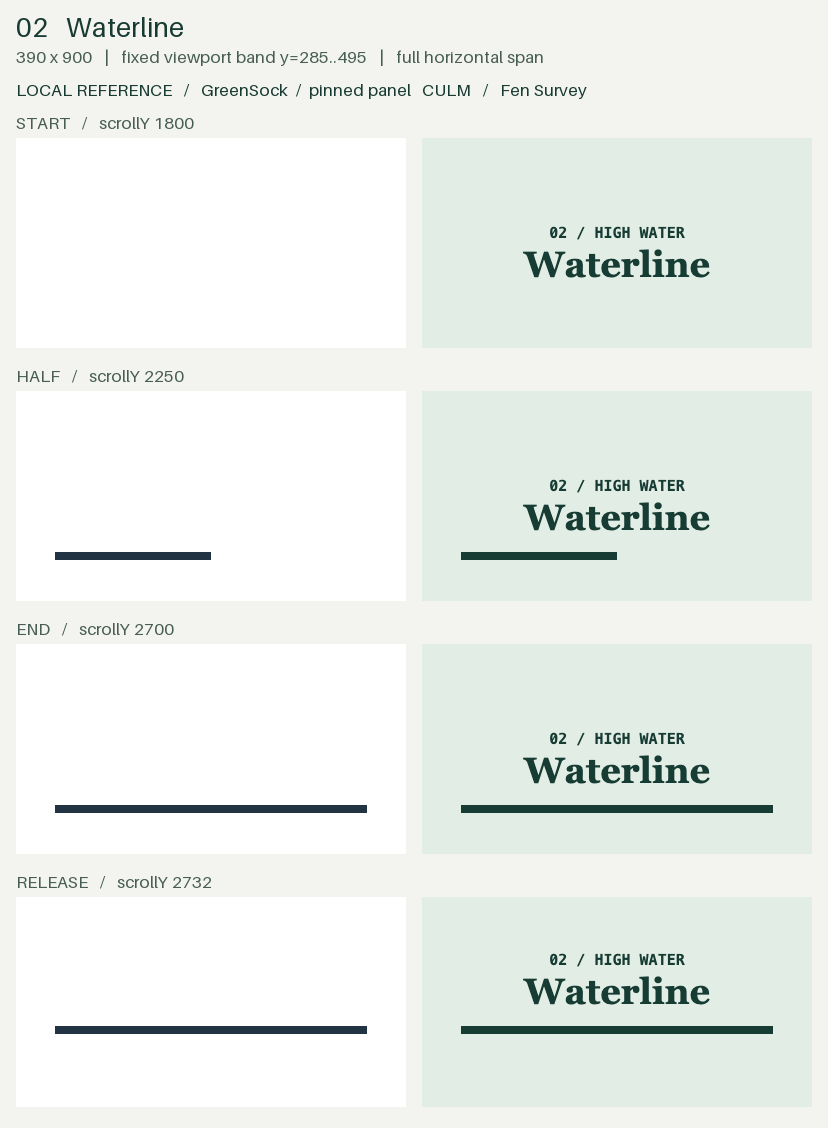 02 Waterline
390 x 900 | fixed viewport band y=285..495 | full horizontal span
LOCAL REFERENCE / GreenSock / pinned panel CULM / Fen Survey
START / scrollY 1800
02 / HIGH WATER
Waterline
HALF / scrollY 2250
02 / HIGH WATER
Waterline
END / scrollY 2700
02 / HIGH WATER
Waterline
RELEASE / scrollY 2732
02 / HIGH WATER
Waterline